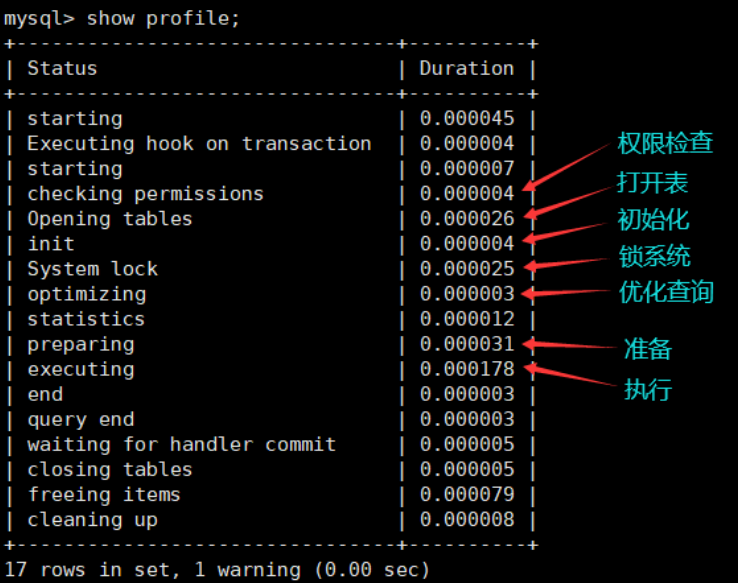 mysql> show profile;
+--------------------------------+----------+
| Status                         | Duration |
+--------------------------------+----------+
| starting                       | 0.000045 |
| Executing hook on transaction  | 0.000004 | 权限检查
| starting                       | 0.000007 |
| checking permissions           | 0.000004 | 打开表
| Opening tables                 | 0.000026 | 初始化
| init                           | 0.000004 |
| System lock                    | 0.000025 | 锁系统
| optimizing                     | 0.000003 | 优化查询
| statistics                     | 0.000012 |
| preparing                      | 0.000031 | 准备
| executing                      | 0.000178 |
| end                            | 0.000003 | 执行
| query end                      | 0.000003 |
| waiting for handler commit     | 0.000005 |
| closing tables                 | 0.000005 |
| freeing items                  | 0.000079 |
| cleaning up                    | 0.000008 |
+--------------------------------+----------+
17 rows in set, 1 warning (0.00 sec)